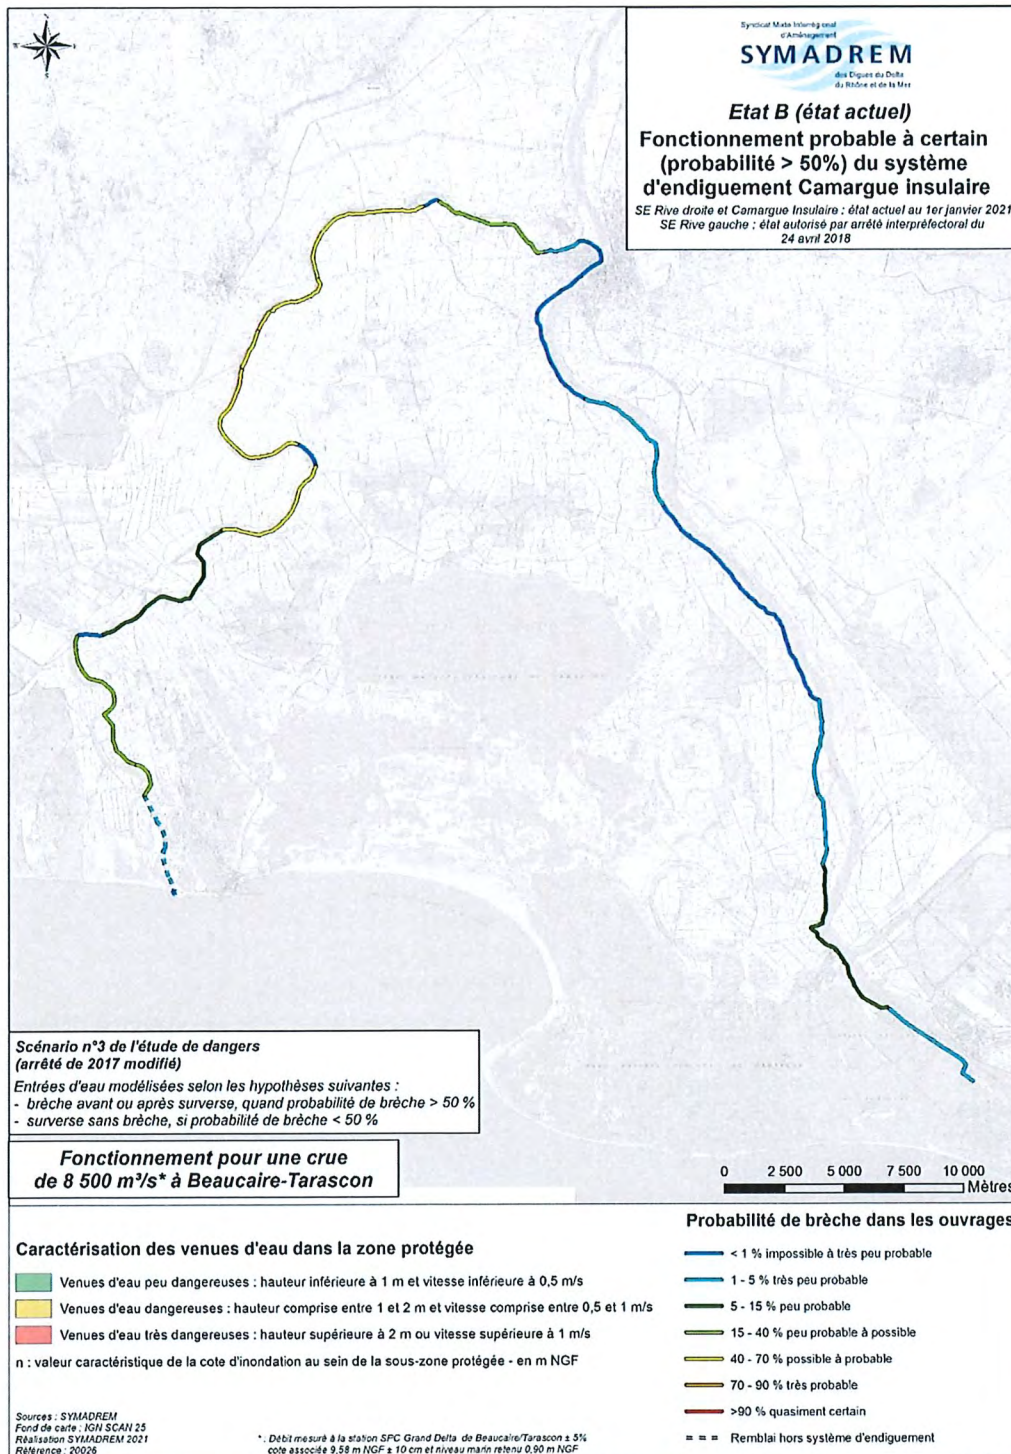 Syndicat Mixte Interrégional
d'Aménagement
SYMADREM
des Digues du Delta
du Rhône et de la Mer
Etat B (état actuel)
Fonctionnement probable à certain
(probabilité > 50%) du système
d'endiguement Camargue insulaire
SE Rive droite et Camargue Insulaire : état actuel au 1er janvier 2021
SE Rive gauche : état autorisé par arrêté interpréfectoral du
24 avril 2018
Scénario n°3 de l'étude de dangers
(arrêté de 2017 modifié)
Entrées d'eau modélisées selon les hypothèses suivantes :
- brèche avant ou après surverse, quand probabilité de brèche > 50 %
- surverse sans brèche, si probabilité de brèche < 50 %
Fonctionnement pour une crue
de 8 500 m³/s* à Beaucaire-Tarascon
0 2 500 5 000 7 500 10 000
Mètres
Caractérisation des venues d'eau dans la zone protégée
Venues d'eau peu dangereuses : hauteur inférieure à 1 m et vitesse inférieure à 0,5 m/s
Venues d'eau dangereuses : hauteur comprise entre 1 et 2 m et vitesse comprise entre 0,5 et 1 m/s
Venues d'eau très dangereuses : hauteur supérieure à 2 m ou vitesse supérieure à 1 m/s
n : valeur caractéristique de la cote d'inondation au sein de la sous-zone protégée - en m NGF
Probabilité de brèche dans les ouvrages
< 1 % impossible à très peu probable
1 - 5 % très peu probable
5 - 15 % peu probable
15 - 40 % peu probable à possible
40 - 70 % possible à probable
70 - 90 % très probable
>90 % quasiment certain
Remblai hors système d'endiguement
Sources : SYMADREM
Fond de carte : IGN SCAN 25
Réalisation SYMADREM 2021
Référence : 20026
* : Débit mesuré à la station SPC Grand Delta de Beaucaire/Tarascon ± 5%
cote associée 9,58 m NGF ± 10 cm et niveau marin retenu 0,90 m NGF